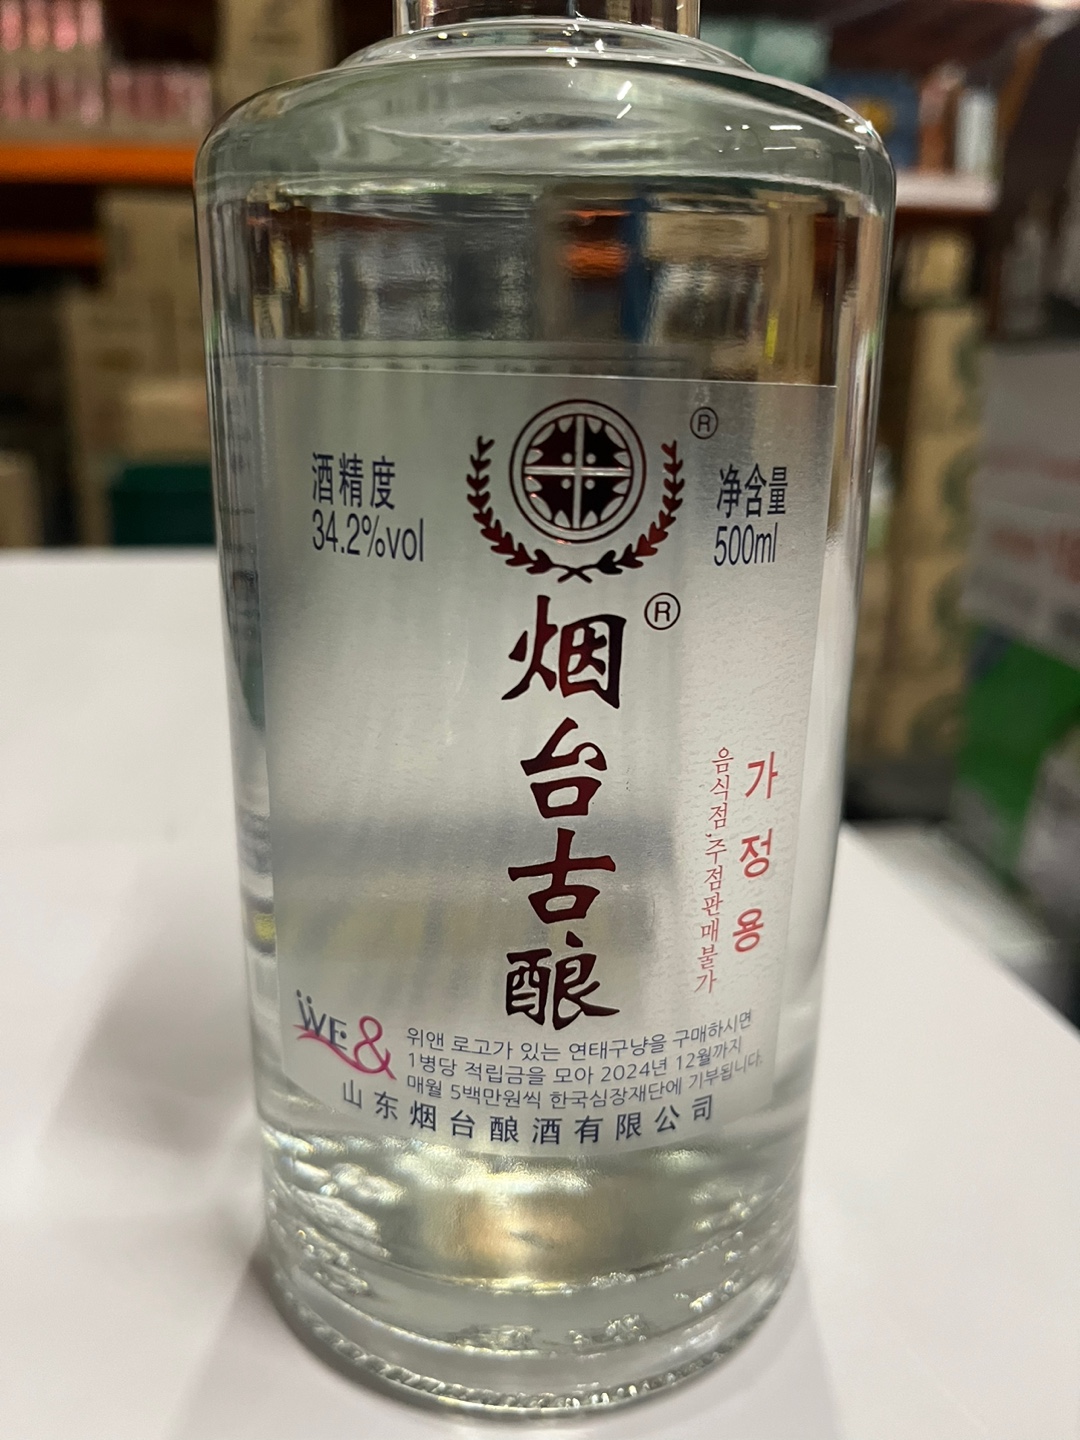 ®
酒精度
34.2%vol
净含量
500ml
烟台古酿®
가정용
음식점,주점판매불가
WE&
위앤 로고가 있는 연태구냥을 구매하시면
1병당 적립금을 모아 2024년 12월까지
매월 5백만원씩 한국심장재단에 기부됩니다.
山东烟台酿酒有限公司